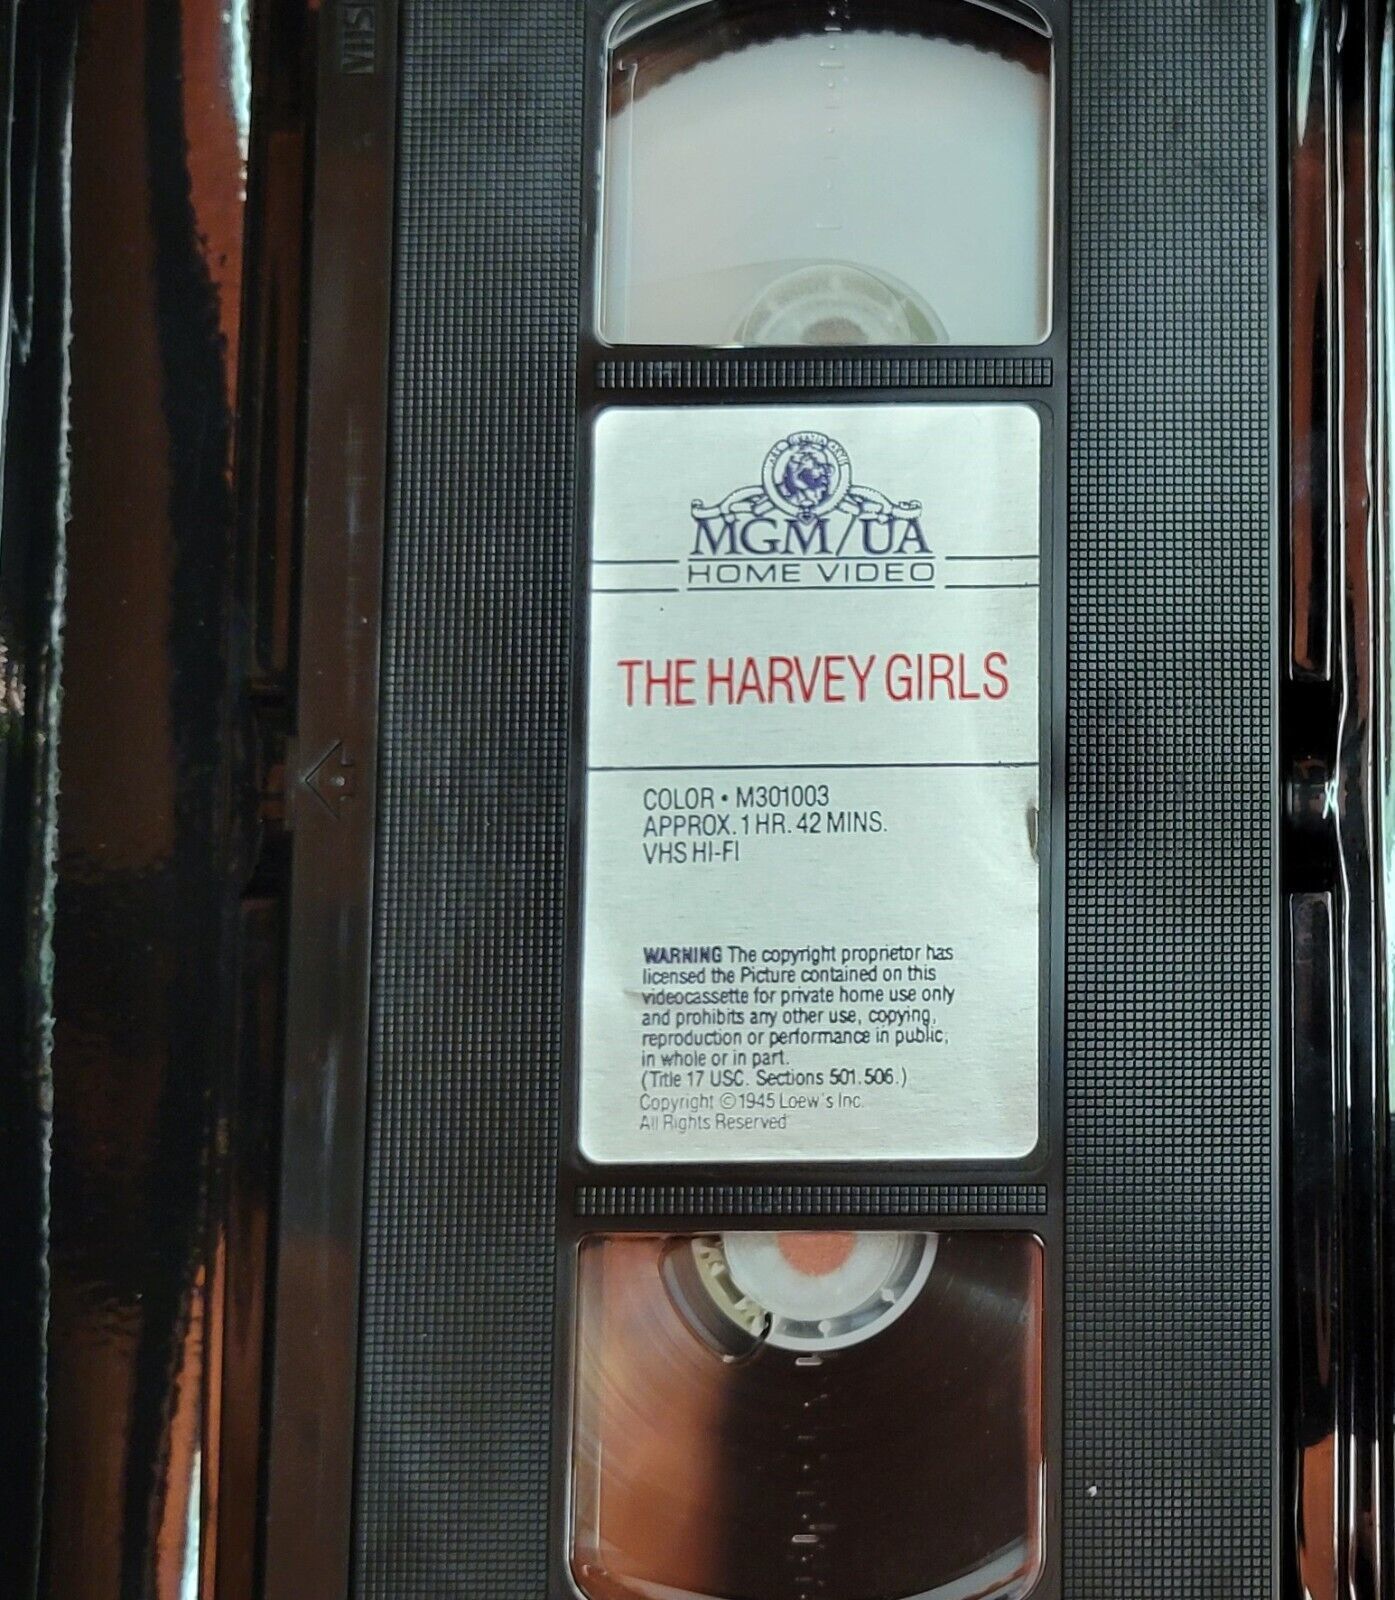 VHS
MGM/UA
HOME VIDEO
THE HARVEY GIRLS
COLOR • M301003
APPROX. 1 HR. 42 MINS.
VHS HI-FI
WARNING The copyright proprietor has
licensed the Picture contained on this
videocassette for private home use only
and prohibits any other use, copying,
reproduction or performance in public,
in whole or in part.
(Title 17 USC. Sections 501. 506.)
Copyright © 1945 Loew's Inc.
All Rights Reserved